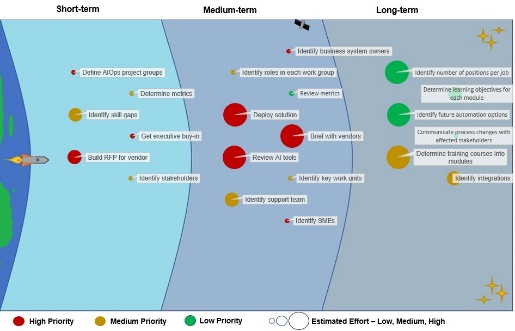 Short-term
Medium-term
Long-term
Define AIOps project groups
Determine metrics
Identify skill gaps
Get executive buy-in
Build RFP for vendor
Identify stakeholders
Identify business system owners
Identify roles in each work group
Review metrics
Deploy solution
Brief with vendors
Review AI tools
Identify key work units
Identify support team
Identify SMEs
Identify number of positions per job
Determine learning objectives for
each module
Identify future automation options
Communicate process changes with
affected stakeholders
Determine training courses into
modules
Identify integrations
High Priority
Medium Priority
Low Priority
Estimated Effort – Low, Medium, High